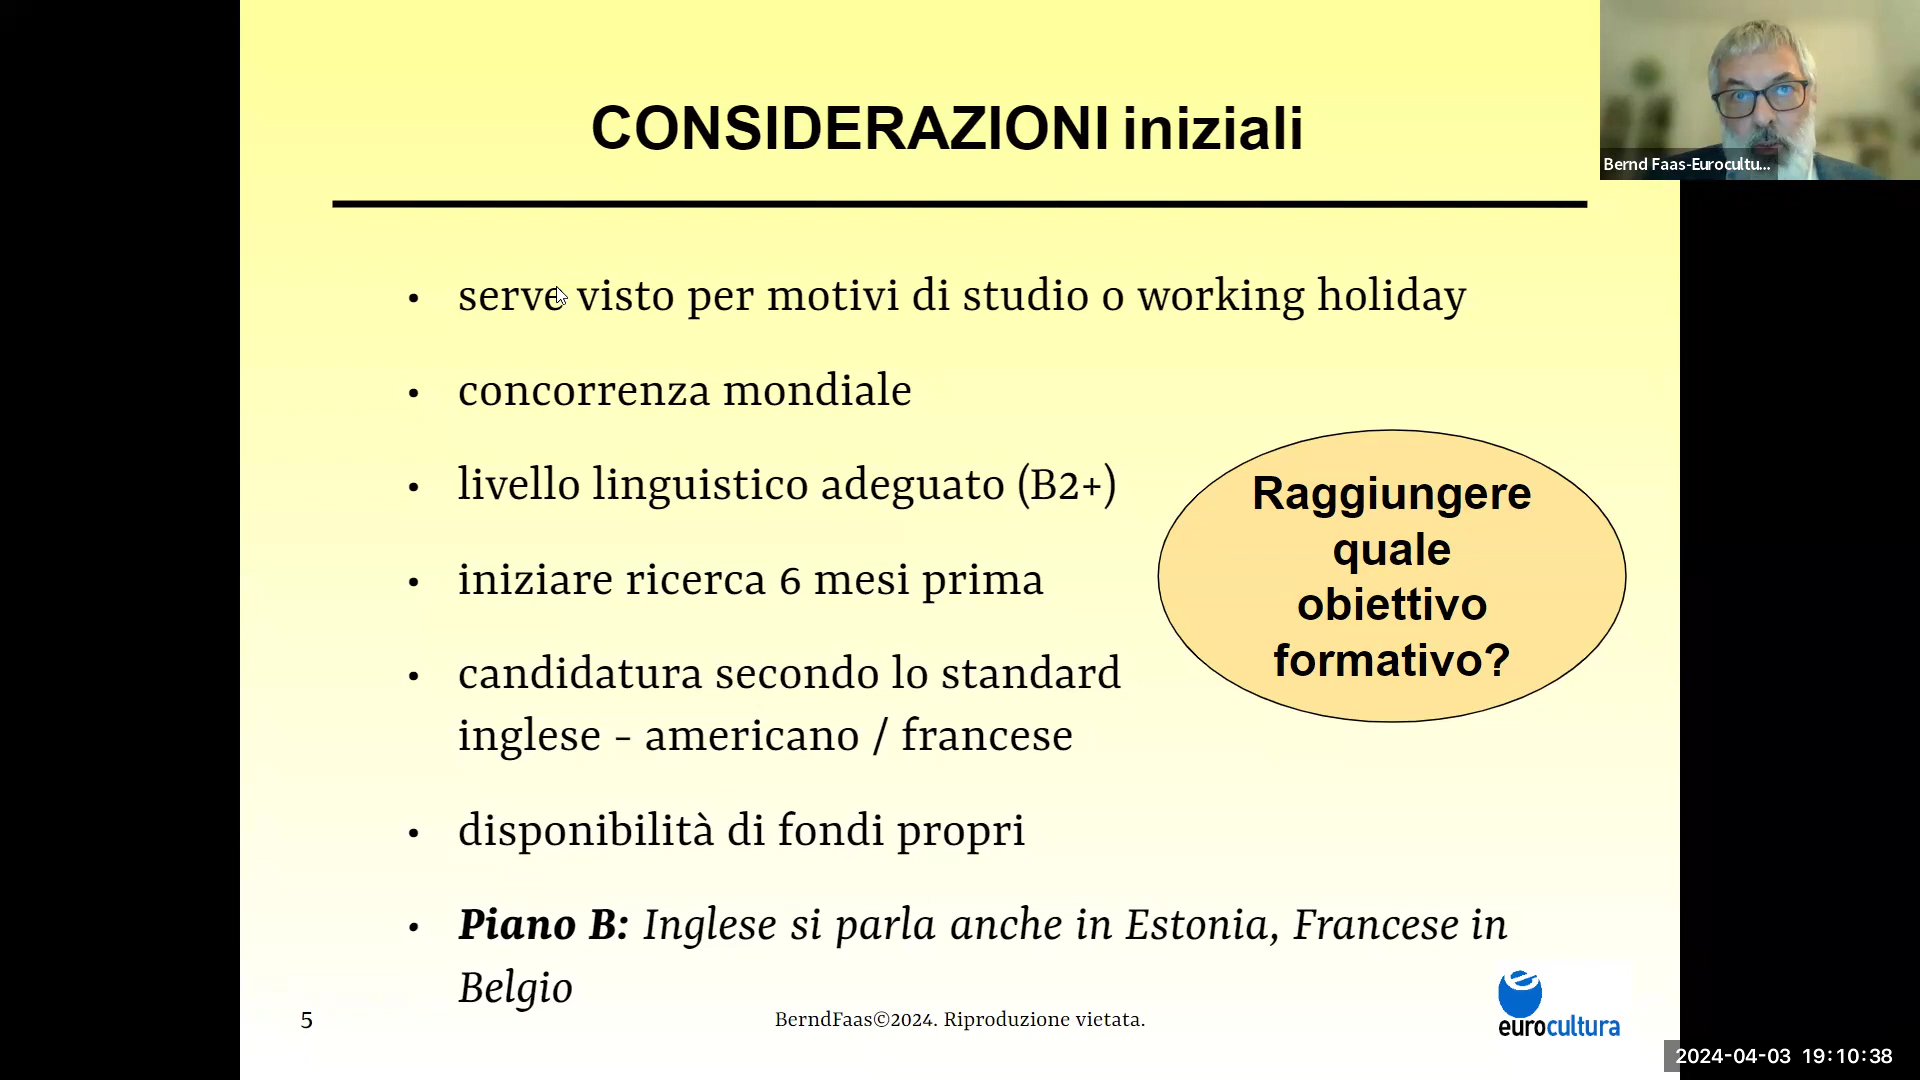 CONSIDERAZIONI iniziali
Bernd Faas-Eurocultu...
• serve visto per motivi di studio o working holiday
• concorrenza mondiale
• livello linguistico adeguato (B2+)
• iniziare ricerca 6 mesi prima
• candidatura secondo lo standard
inglese - americano / francese
• disponibilità di fondi propri
• Piano B: Inglese si parla anche in Estonia, Francese in
Belgio
Raggiungere
quale
obiettivo
formativo?
5
BerndFaas©2024. Riproduzione vietata.
eurocultura
2024-04-03 19:10:38